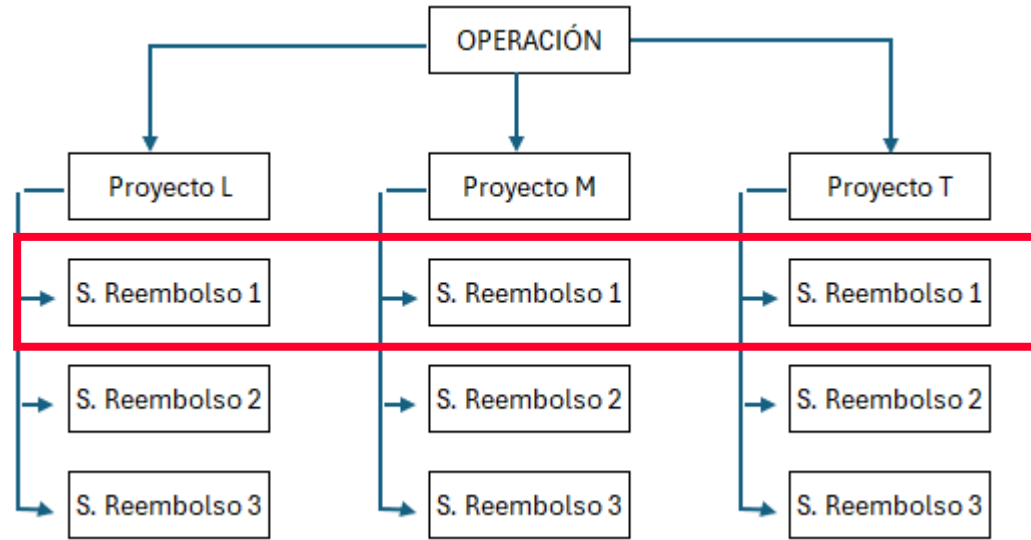 OPERACIÓN
Proyecto L
Proyecto M
Proyecto T
S. Reembolso 1
S. Reembolso 1
S. Reembolso 1
S. Reembolso 2
S. Reembolso 2
S. Reembolso 2
S. Reembolso 3
S. Reembolso 3
S. Reembolso 3